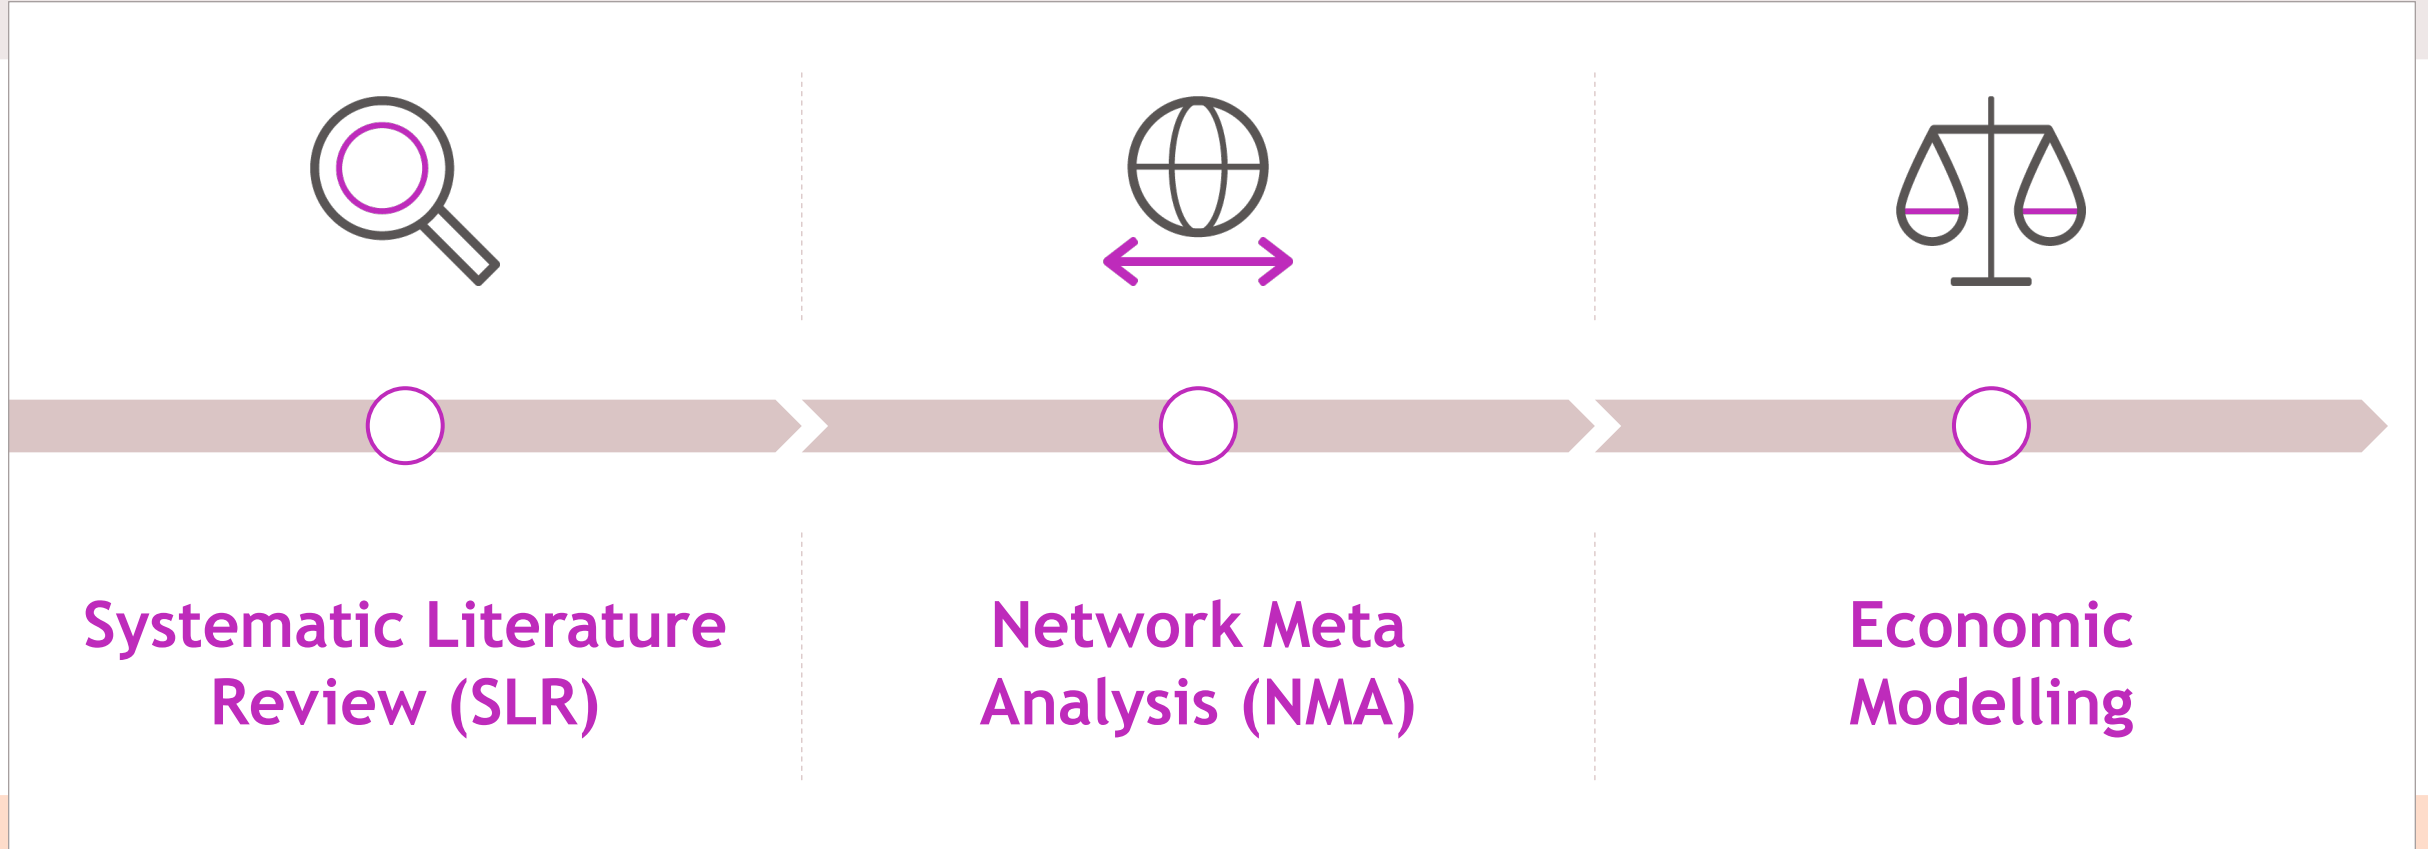 Systematic Literature
Review (SLR)
Network Meta
Analysis (NMA)
Economic
Modelling